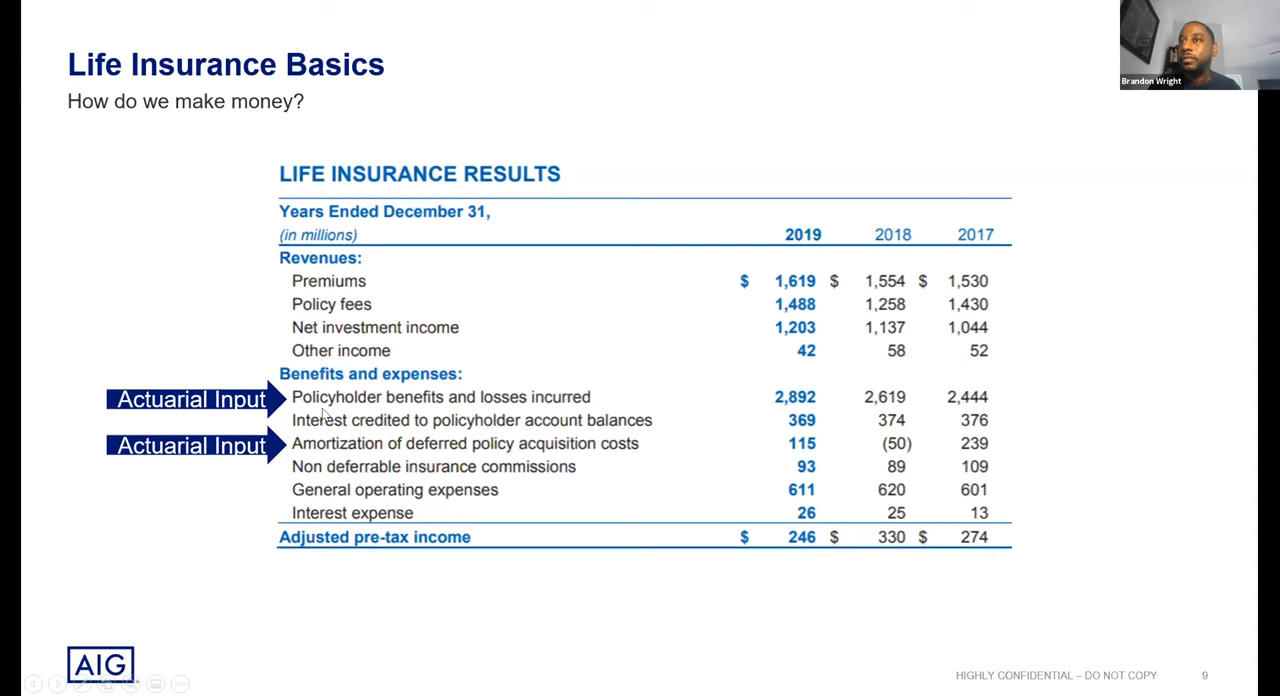 Life Insurance Basics
How do we make money?
Brandon Wright
LIFE INSURANCE RESULTS
Years Ended December 31,
(in millions) 2019 2018 2017
Revenues:
Premiums $ 1,619 $ 1,554 $ 1,530
Policy fees 1,488 1,258 1,430
Net investment income 1,203 1,137 1,044
Other income 42 58 52
Benefits and expenses:
Actuarial Input Policyholder benefits and losses incurred 2,892 2,619 2,444
Interest credited to policyholder account balances 369 374 376
Actuarial Input Amortization of deferred policy acquisition costs 115 (50) 239
Non deferrable insurance commissions 93 89 109
General operating expenses 611 620 601
Interest expense 26 25 13
Adjusted pre-tax income $ 246 $ 330 $ 274
AIG
HIGHLY CONFIDENTIAL – DO NOT COPY 9